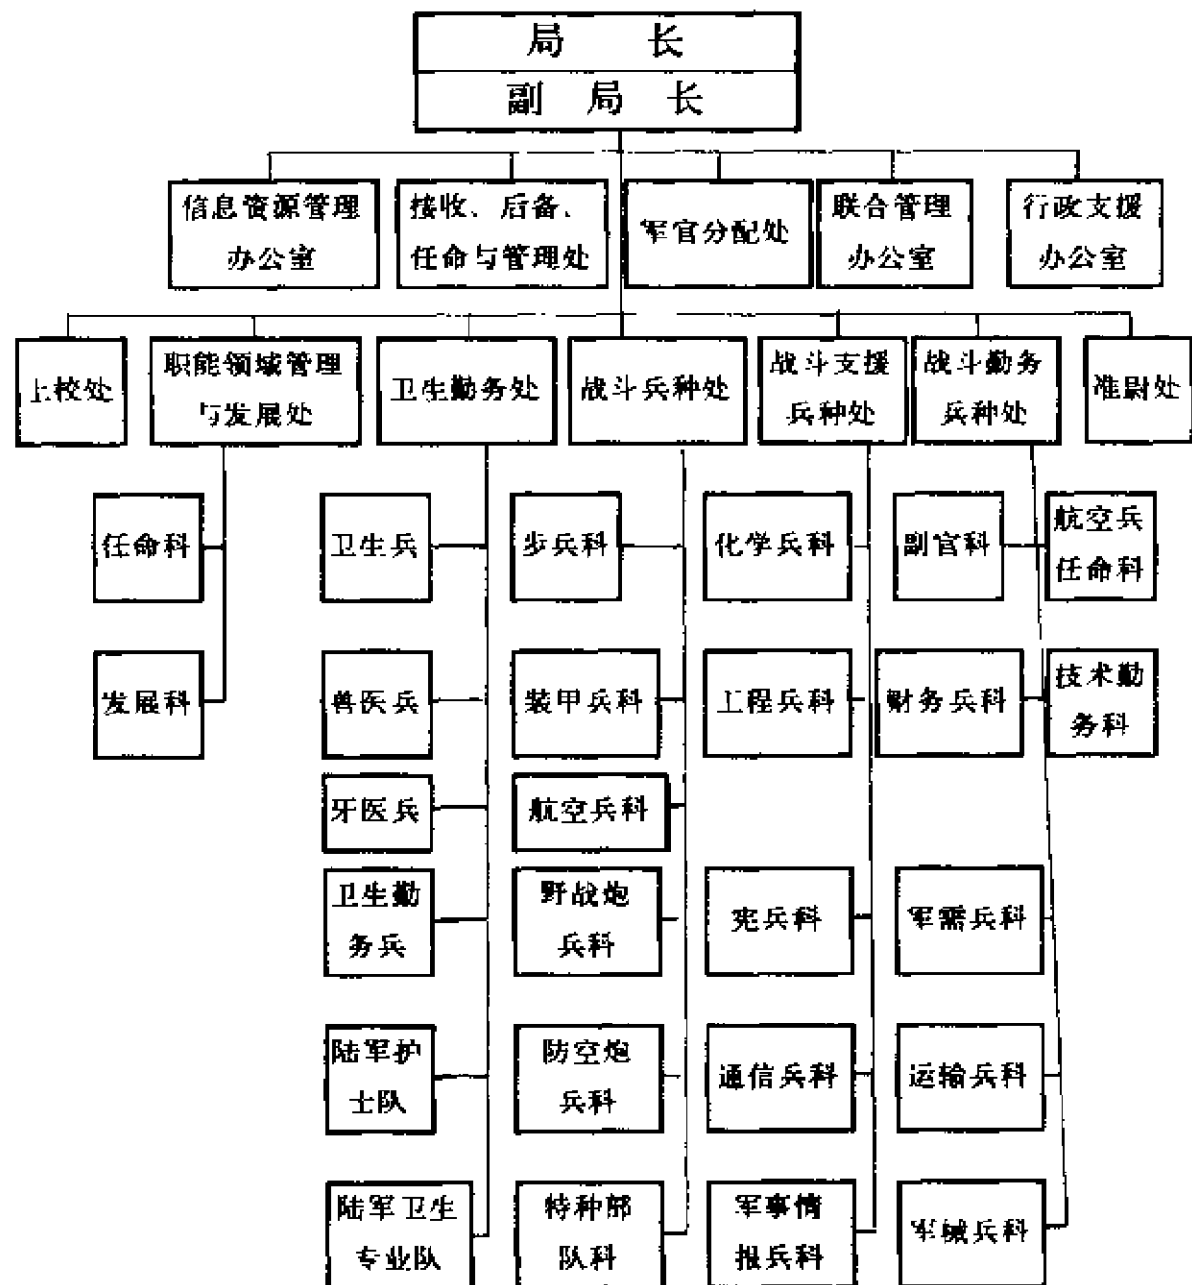 局 长
副 局 长
信息资源管理
办公室
接收、后备、
任命与管理处
军官分配处
联合管理
办公室
行政支援
办公室
上校处
职能领域管理
与发展处
卫生勤务处
战斗兵种处
战斗支援
兵种处
战斗勤务
兵种处
准尉处
任命科
卫生兵
步兵科
化学兵科
副官科
航空兵
任命科
发展科
兽医兵
装甲兵科
工程兵科
财务兵科
技术勤
务科
牙医兵
航空兵科
卫生勤
务兵
野战炮
兵科
宪兵科
军需兵科
陆军护
士队
防空炮
兵科
通信兵科
运输兵科
陆军卫生
专业队
特种部
队科
军事情
报兵科
军械兵科